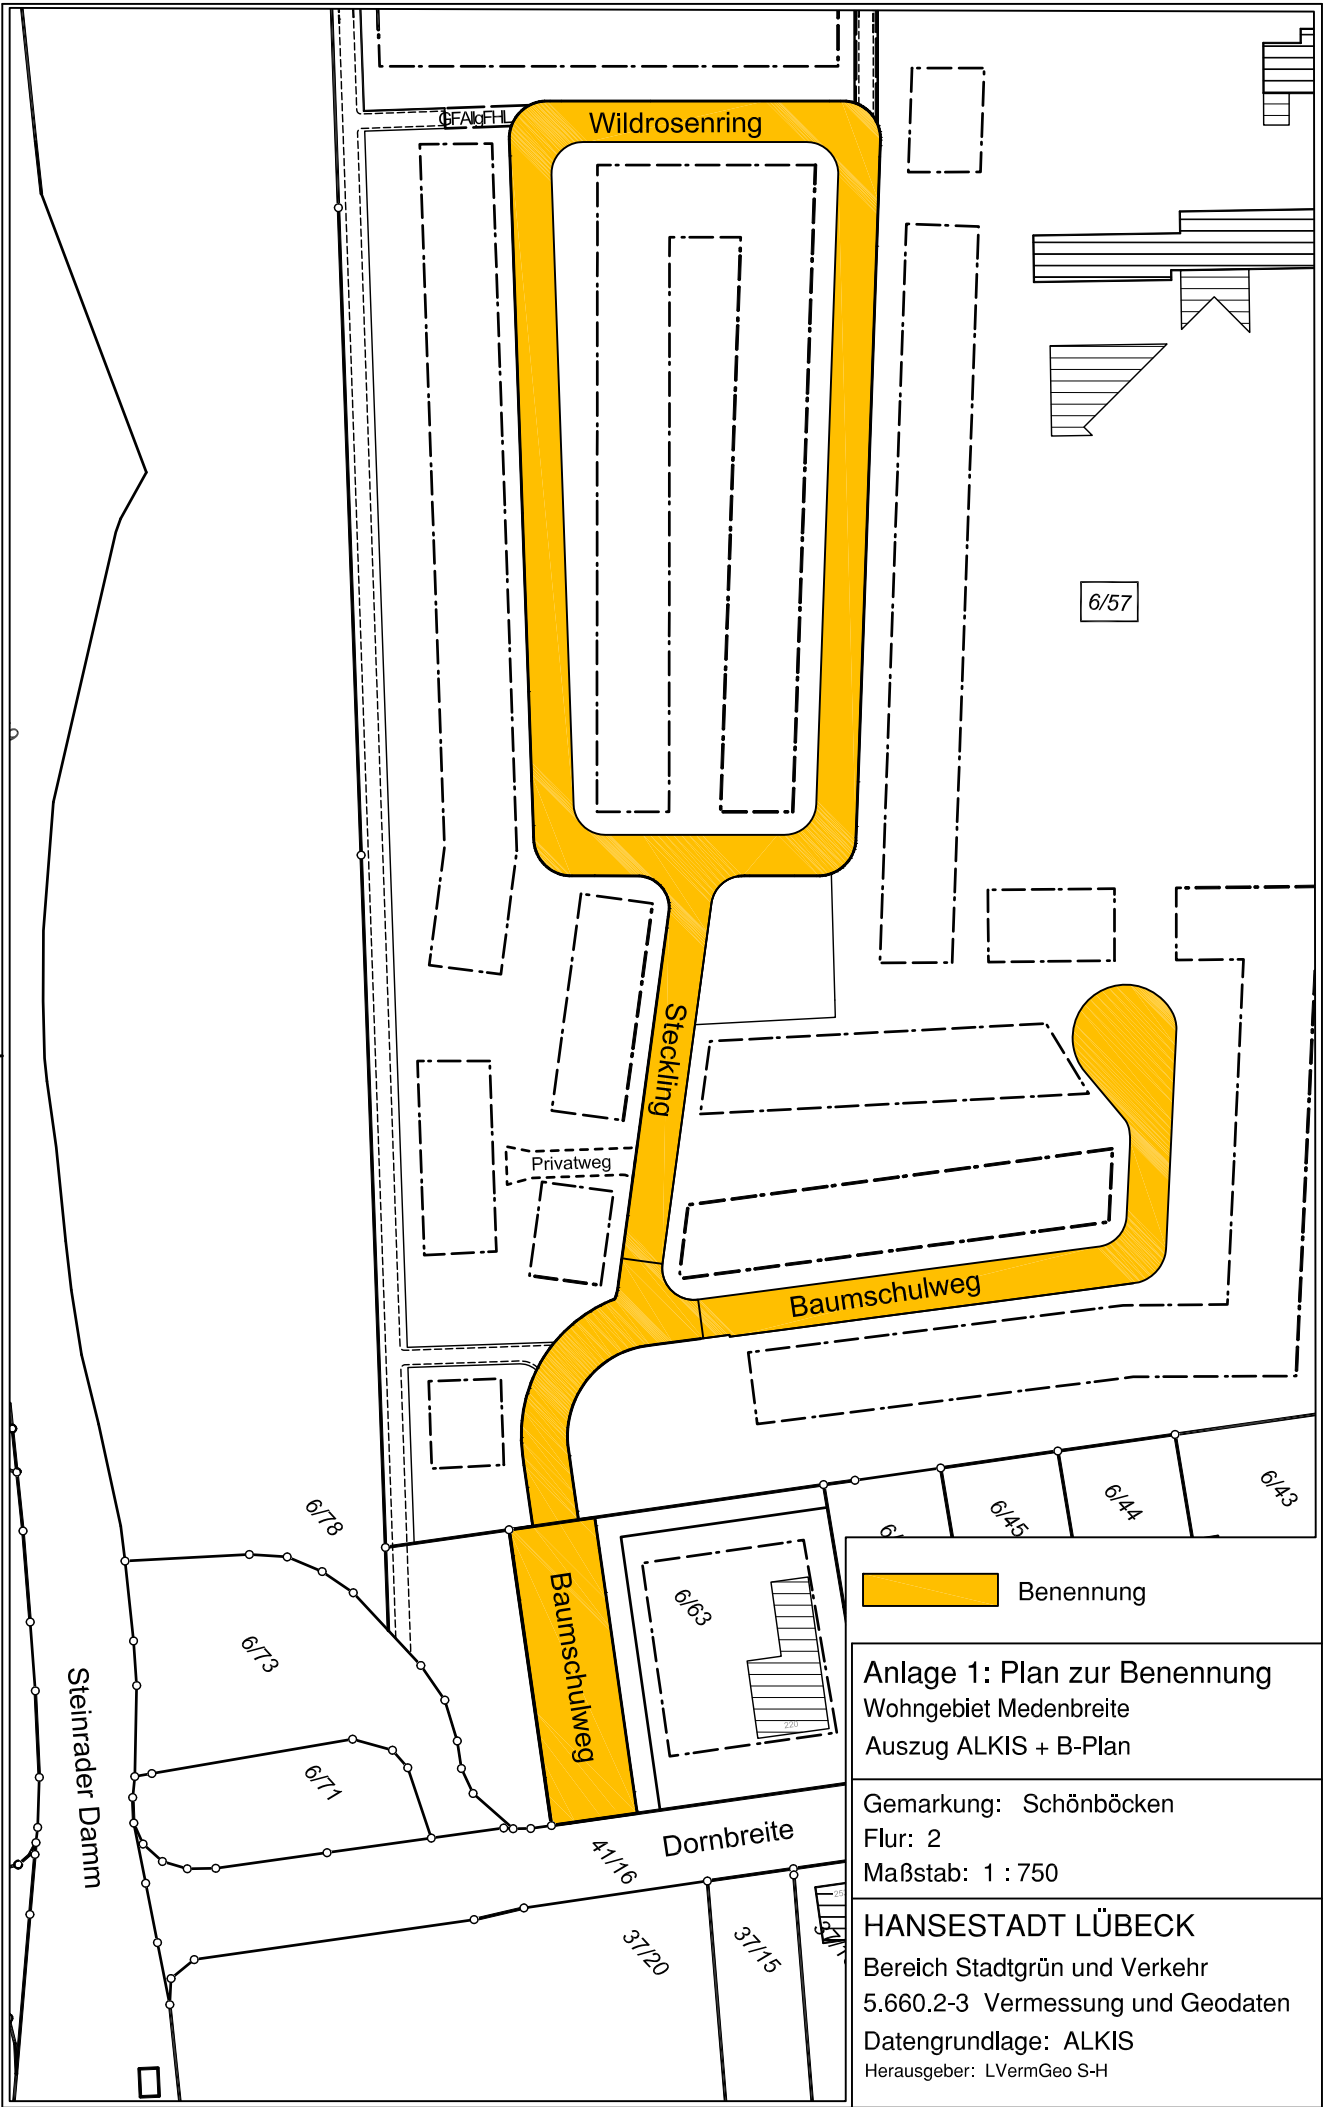 GFAllgFHL
Wildrosenring
6/57
Steckling
Privatweg
Baumschulweg
6/78
6/45
6/44
6/43
6/63
220
6/73
Baumschulweg
6/71
Steinrader Damm
Dornbreite
41/16
37/20
37/15
Benennung
Anlage 1: Plan zur Benennung
Wohngebiet Medenbreite
Auszug ALKIS + B-Plan
Gemarkung: Schönböcken
Flur: 2
Maßstab: 1 : 750
HANSESTADT LÜBECK
Bereich Stadtgrün und Verkehr
5.660.2-3 Vermessung und Geodaten
Datengrundlage: ALKIS
Herausgeber: LVermGeo S-H